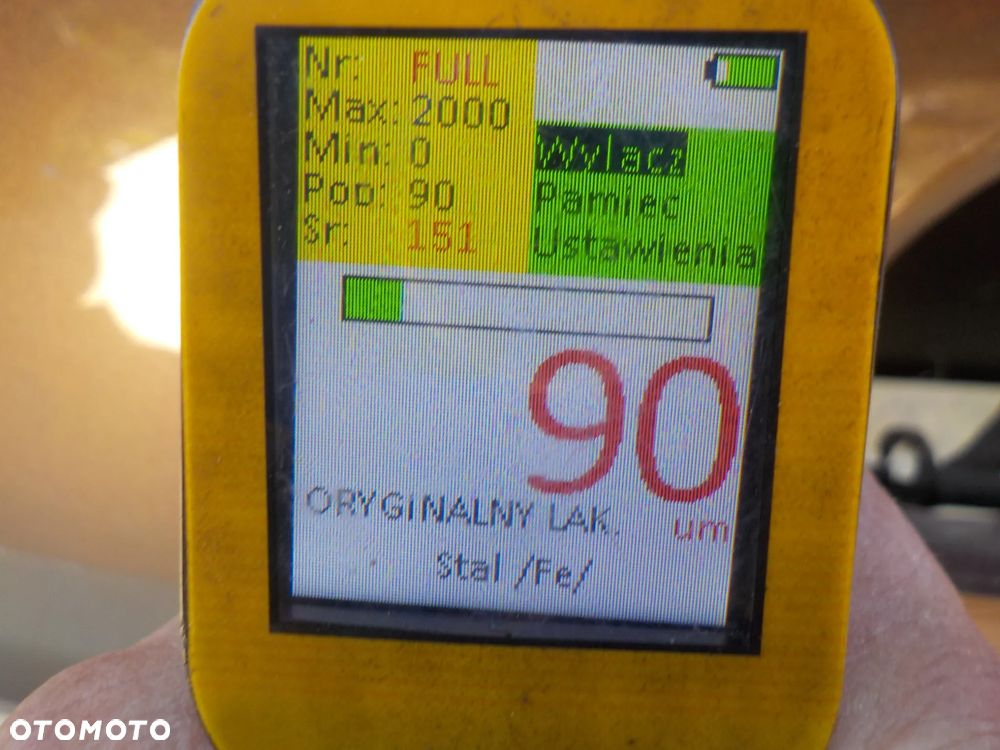 Nr: FULL
Max: 2000
Min: 0
Pop: 90
Sr: 151
Wylacz
Pamiec
Ustawienia
90
um
ORYGINALNY LAK.
Stal /Fe/
OTOMOTO